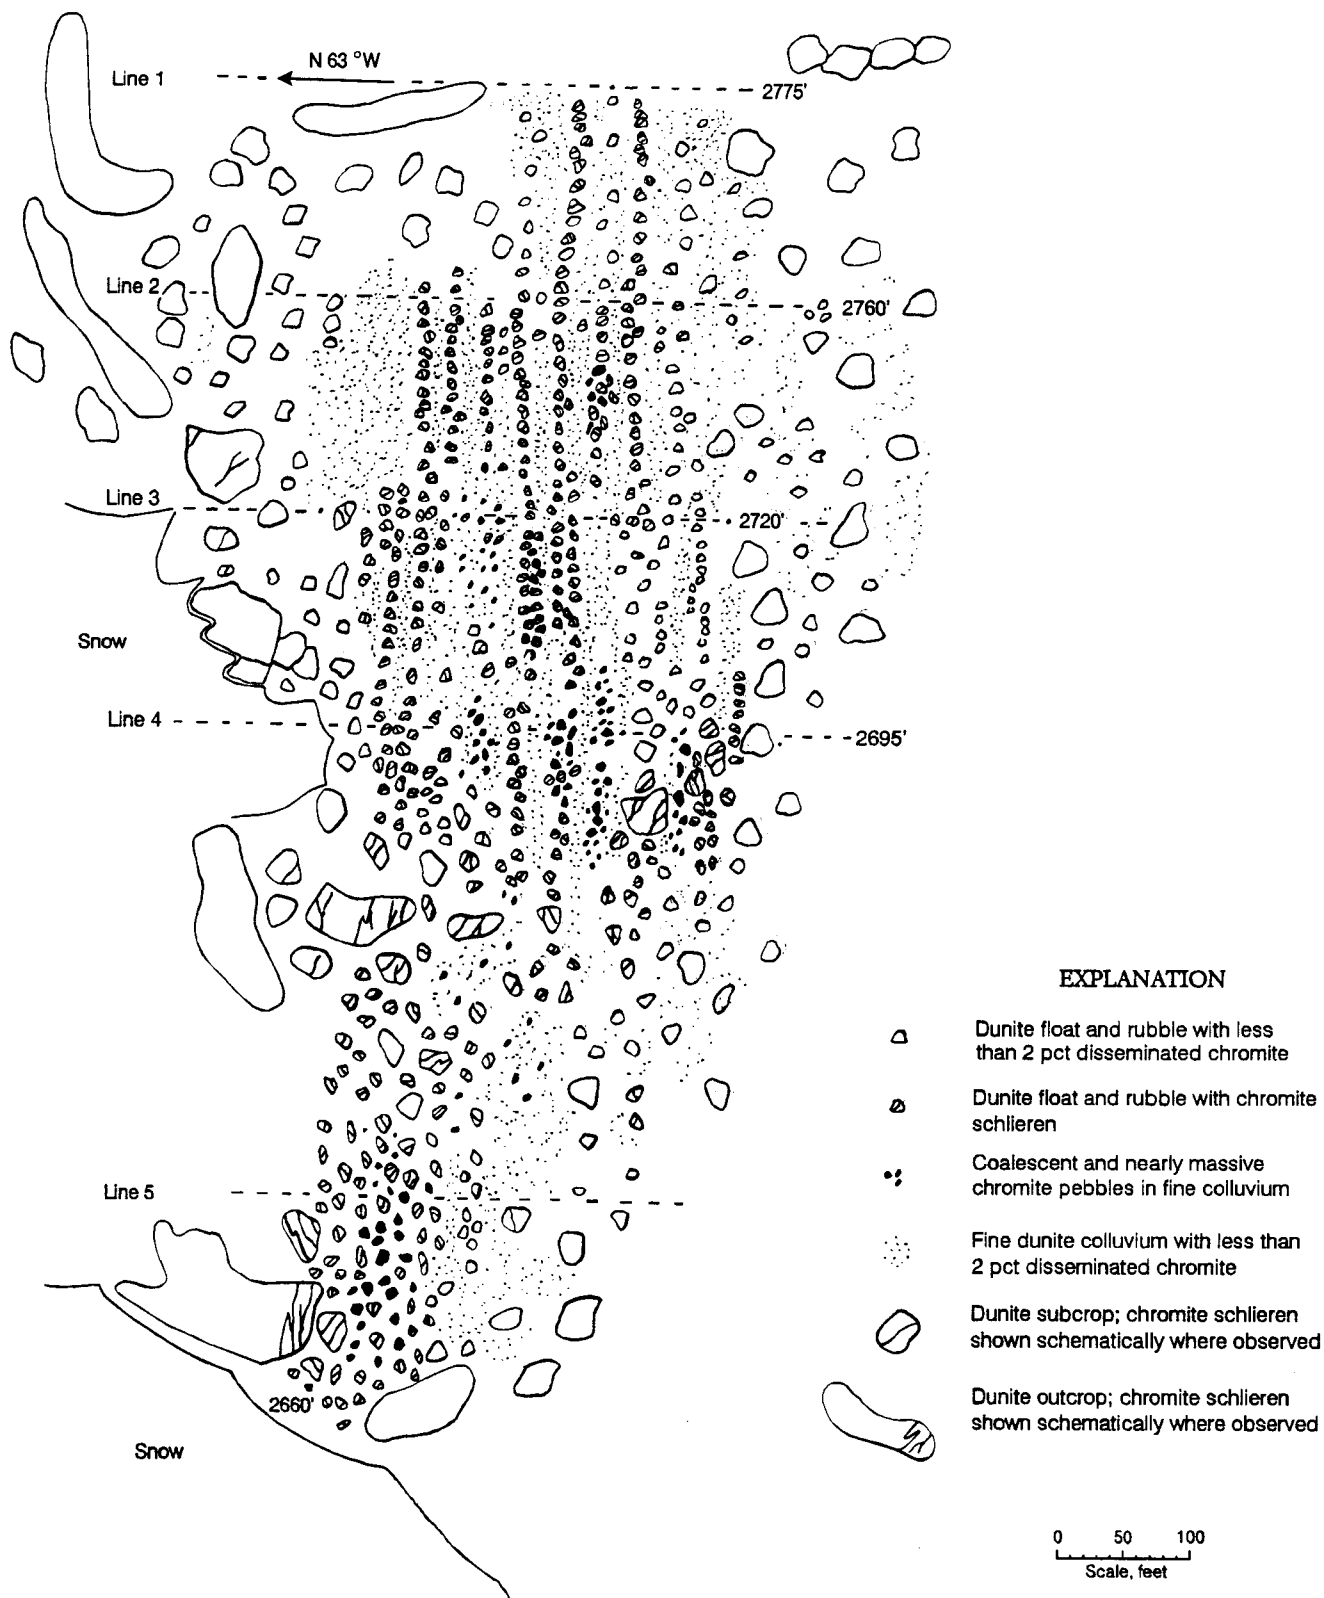 N 63 °W
Line 1
2775'
Line 2
2760'
Line 3
2720'
Snow
Line 4
2695'
EXPLANATION
Dunite float and rubble with less
than 2 pct disseminated chromite
Dunite float and rubble with chromite
schlieren
Coalescent and nearly massive
chromite pebbles in fine colluvium
Line 5
Fine dunite colluvium with less than
2 pct disseminated chromite
Dunite subcrop; chromite schlieren
shown schematically where observed
2660'
Dunite outcrop; chromite schlieren
shown schematically where observed
Snow
0 50 100
Scale, feet